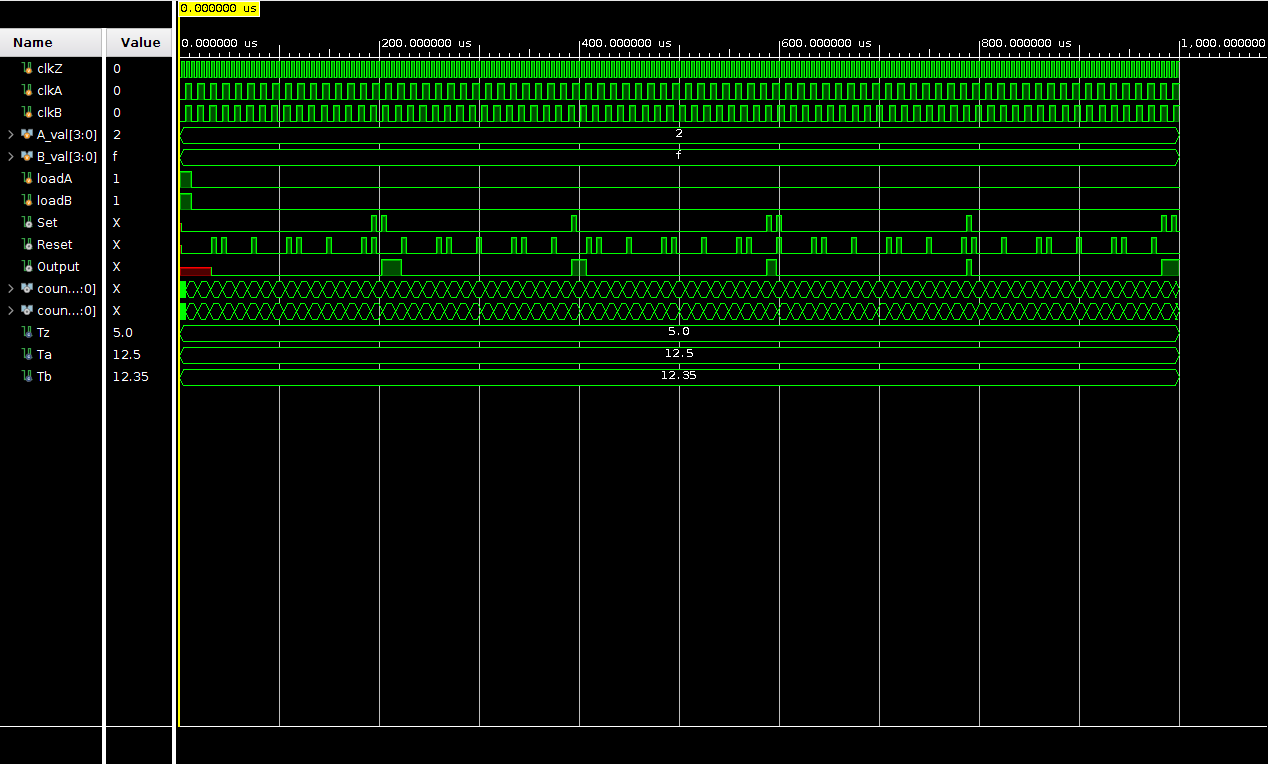 0.000000 us
Name Value
0.000000 us 200.000000 us 400.000000 us 600.000000 us 800.000000 us 1,000.000000
clkZ 0
clkA 0
clkB 0
A_val[3:0] 2 2
B_val[3:0] f f
loadA 1
loadB 1
Set X
Reset X
Output X
coun...:0] X
coun...:0] X
Tz 5.0 5.0
Ta 12.5 12.5
Tb 12.35 12.35